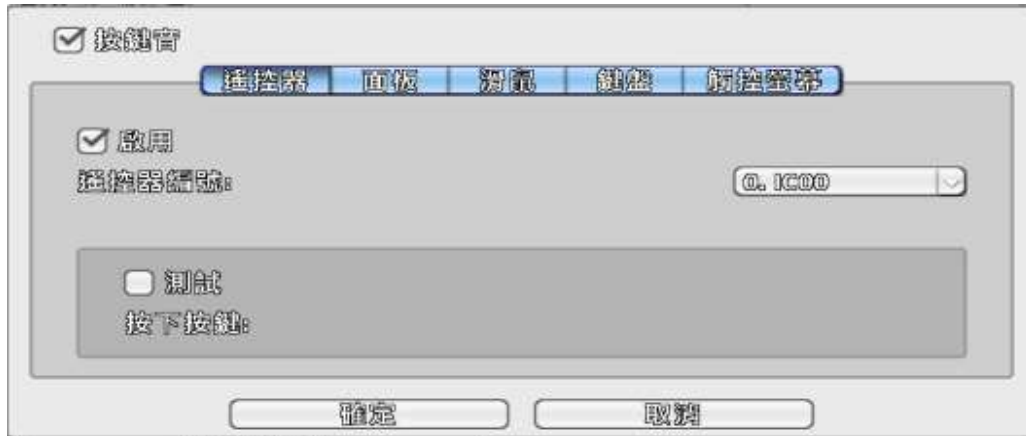 按鍵音
遙控器 面板 滑鼠 鍵盤 觸控螢幕
啟用
遙控器編號: 0. IC00
測試
按下按鍵:
確定 取消